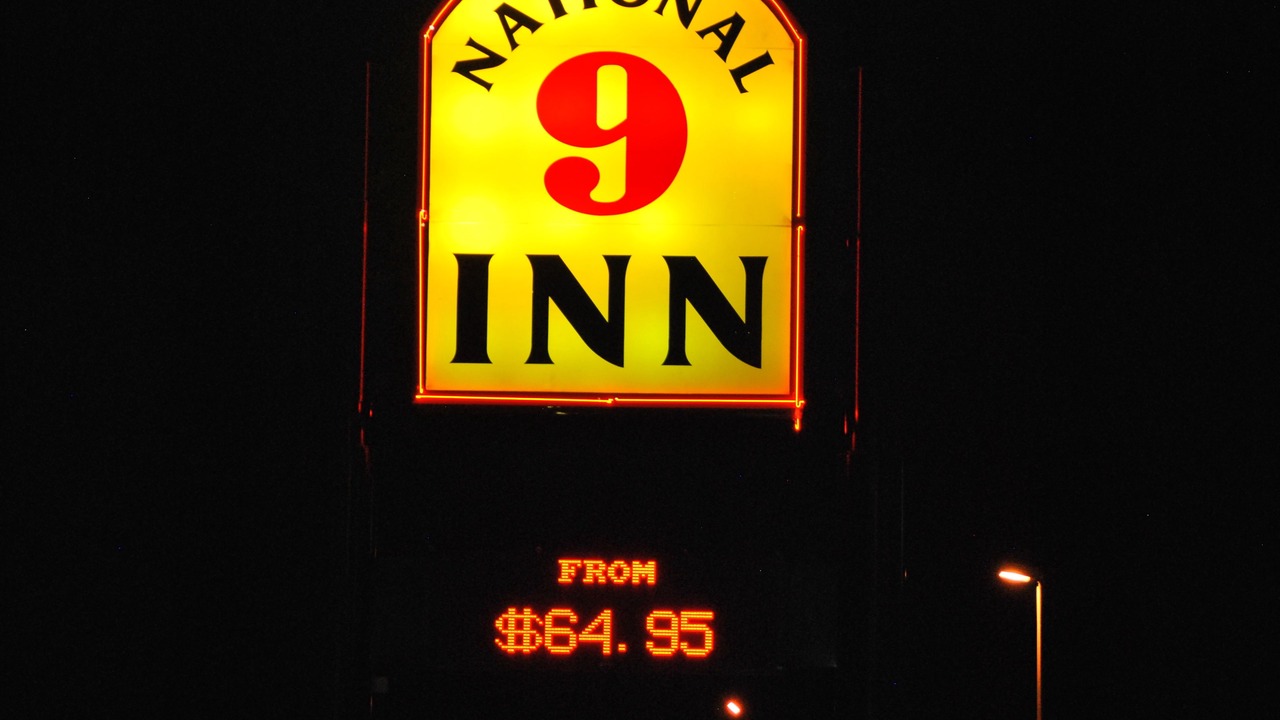 NATIONAL
9
INN
FROM
$64.95